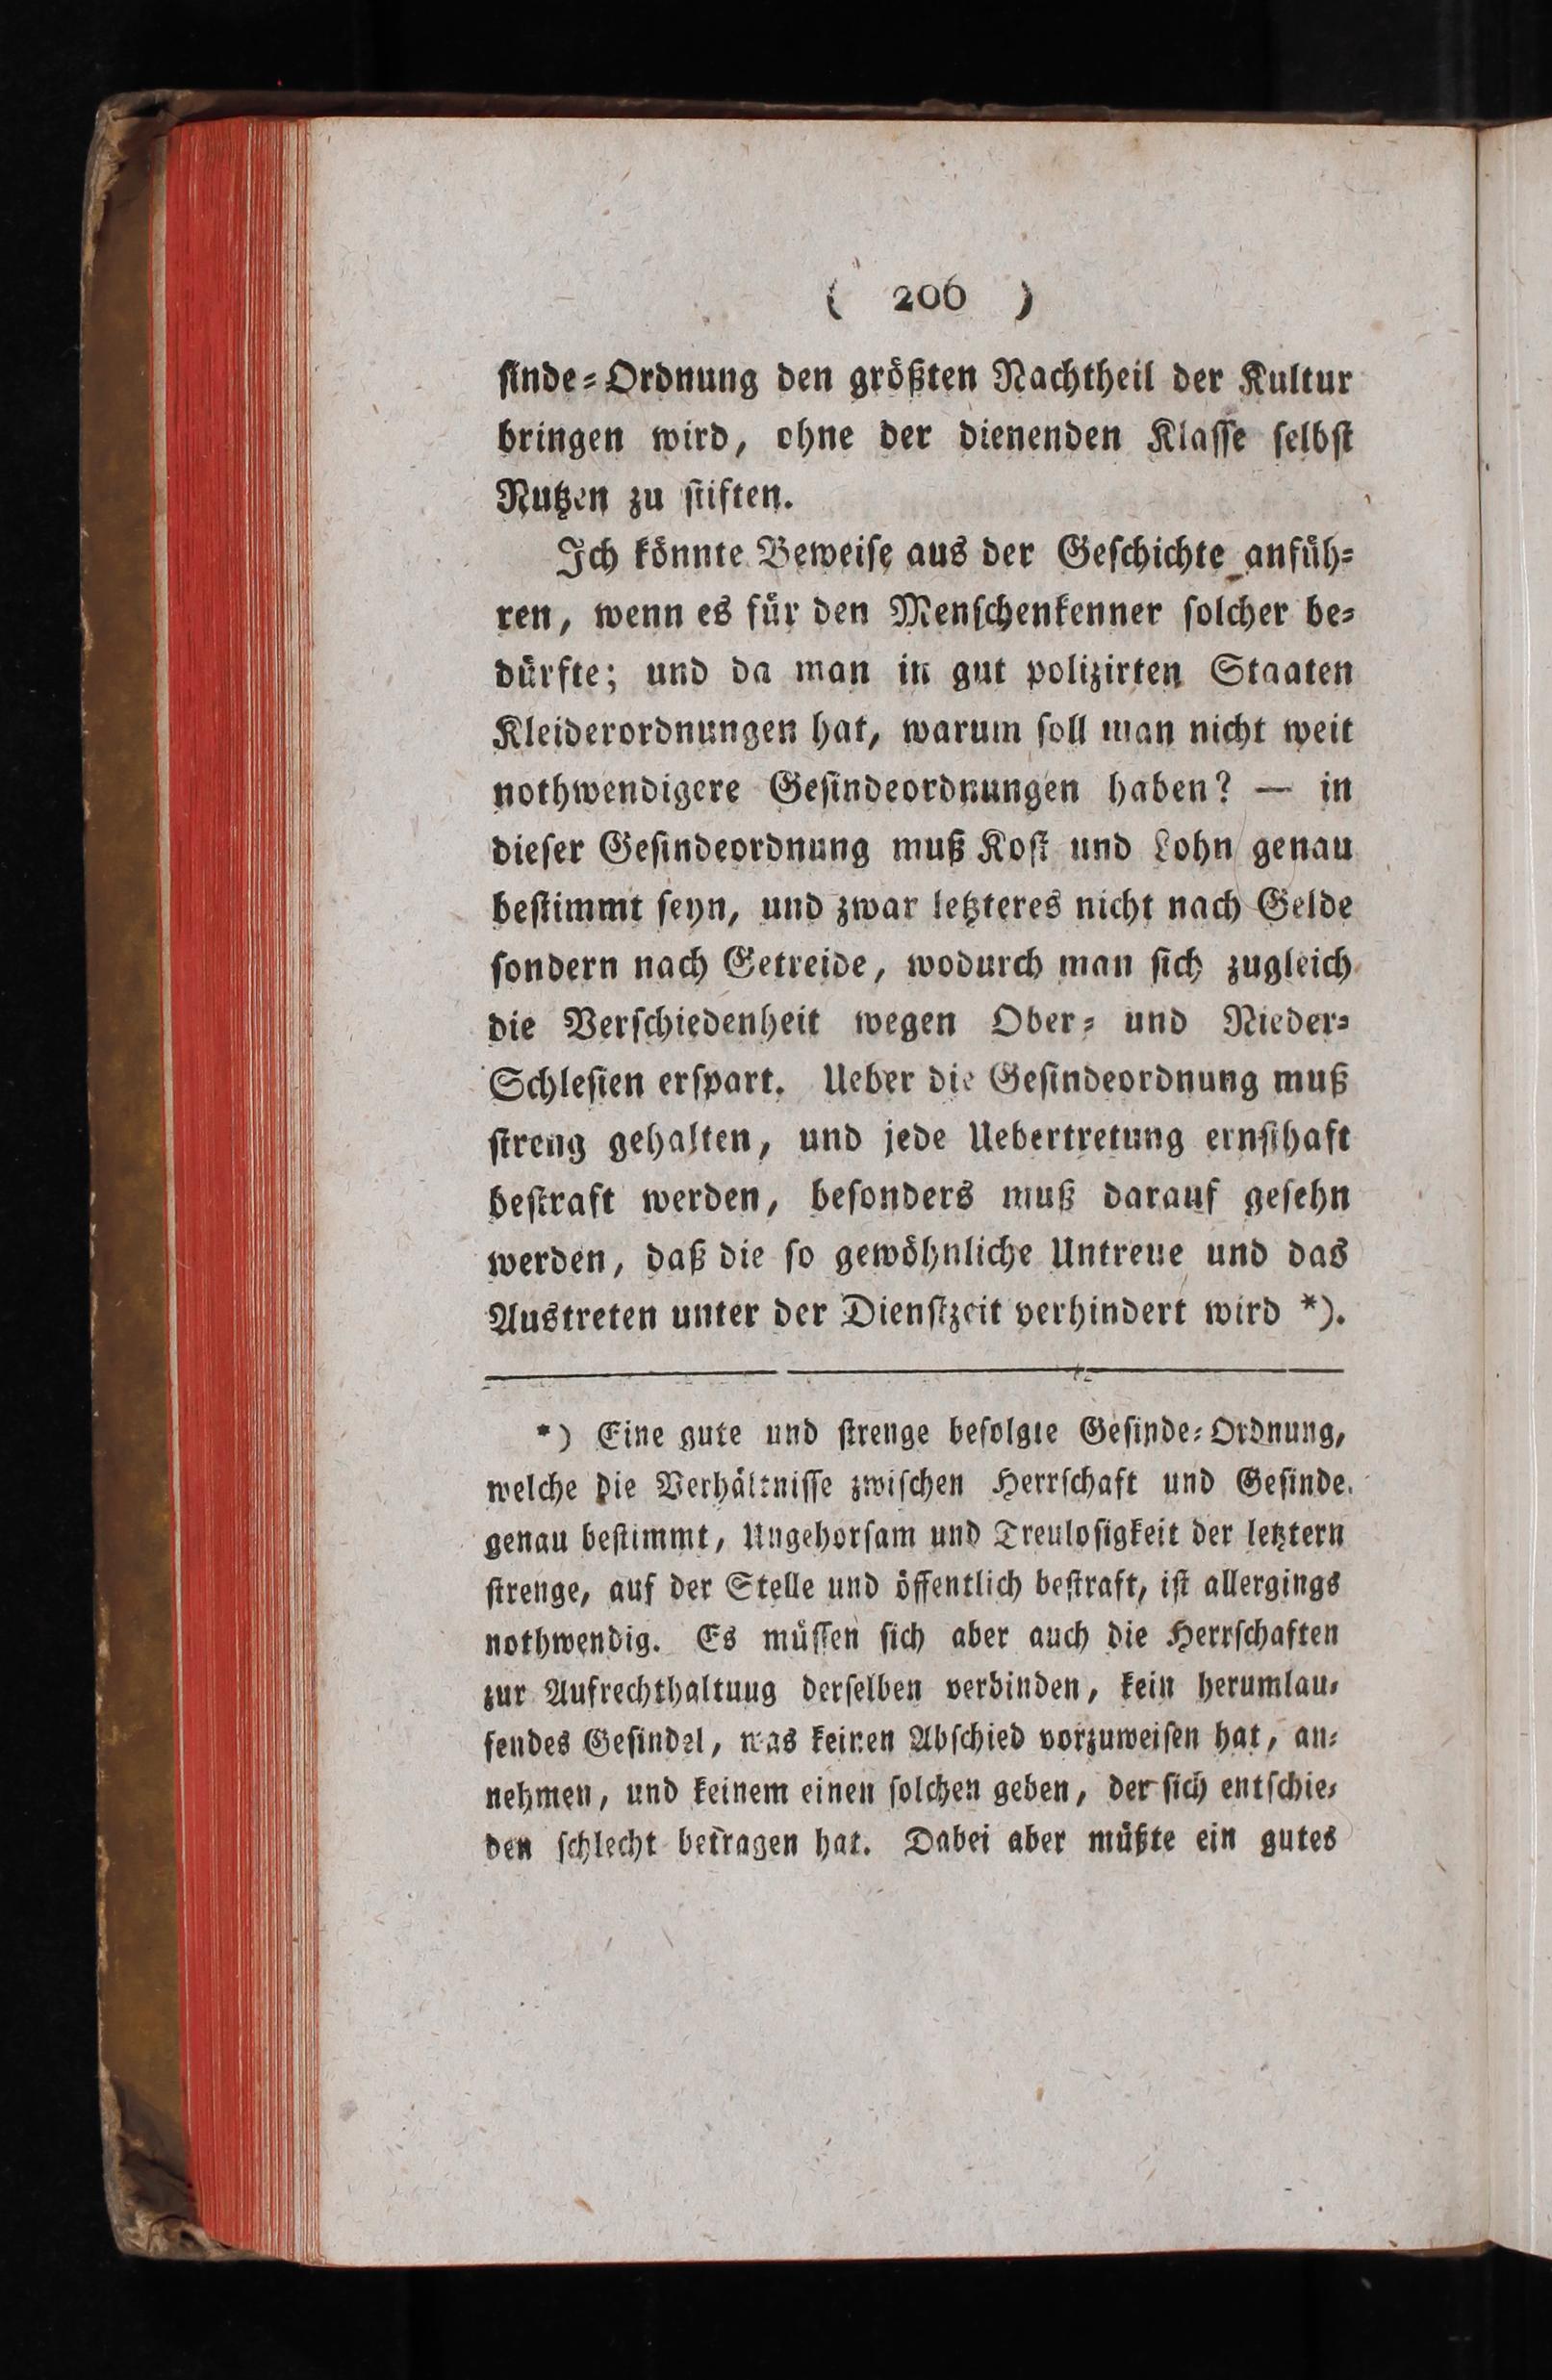 ( 206 )
ſinde⸗Ordnung den größten Nachtheil der Kultur
bringen wird, ohne der dienenden Klaſſe ſelbſt
Nutzen zu ſtiften.
Ich könnte Beweiſe aus der Geſchichte anfüh⸗
ren, wenn es für den Menſchenkenner ſolcher be⸗
dürfte; und da man in gut polizirten Staaten
Kleiderordnungen hat, warum ſoll man nicht weit
nothwendigere Geſindeordnungen haben? — in
dieſer Geſindeordnung muß Koſt und Lohn genau
beſtimmt ſeyn, und zwar letzteres nicht nach Gelde
ſondern nach Getreide, wodurch man ſich zugleich
die Verſchiedenheit wegen Ober⸗ und Nieder⸗
Schleſien erſpart. Ueber die Geſindeordnung muß
ſtreng gehalten, und jede Uebertretung ernſthaft
beſtraft werden, beſonders muß darauf geſehn
werden, daß die ſo gewöhnliche Untreue und das
Austreten unter der Dienſtzeit verhindert wird *).
*) Eine gute und ſtrenge befolgte Geſinde⸗Ordnung,
welche die Verhältniſſe zwiſchen Herrſchaft und Geſinde
genau beſtimmt, Ungehorſam und Treuloſigkeit der letztern
ſtrenge, auf der Stelle und öffentlich beſtraft, iſt allergings
nothwendig. Es müſſen ſich aber auch die Herrſchaften
zur Aufrechthaltuug derſelben verbinden, kein herumlau⸗
fendes Geſindel, was keinen Abſchied vorzuweiſen hat, an⸗
nehmen, und keinem einen ſolchen geben, der ſich entſchie⸗
den ſchlecht betragen hat. Dabei aber müßte ein gutes